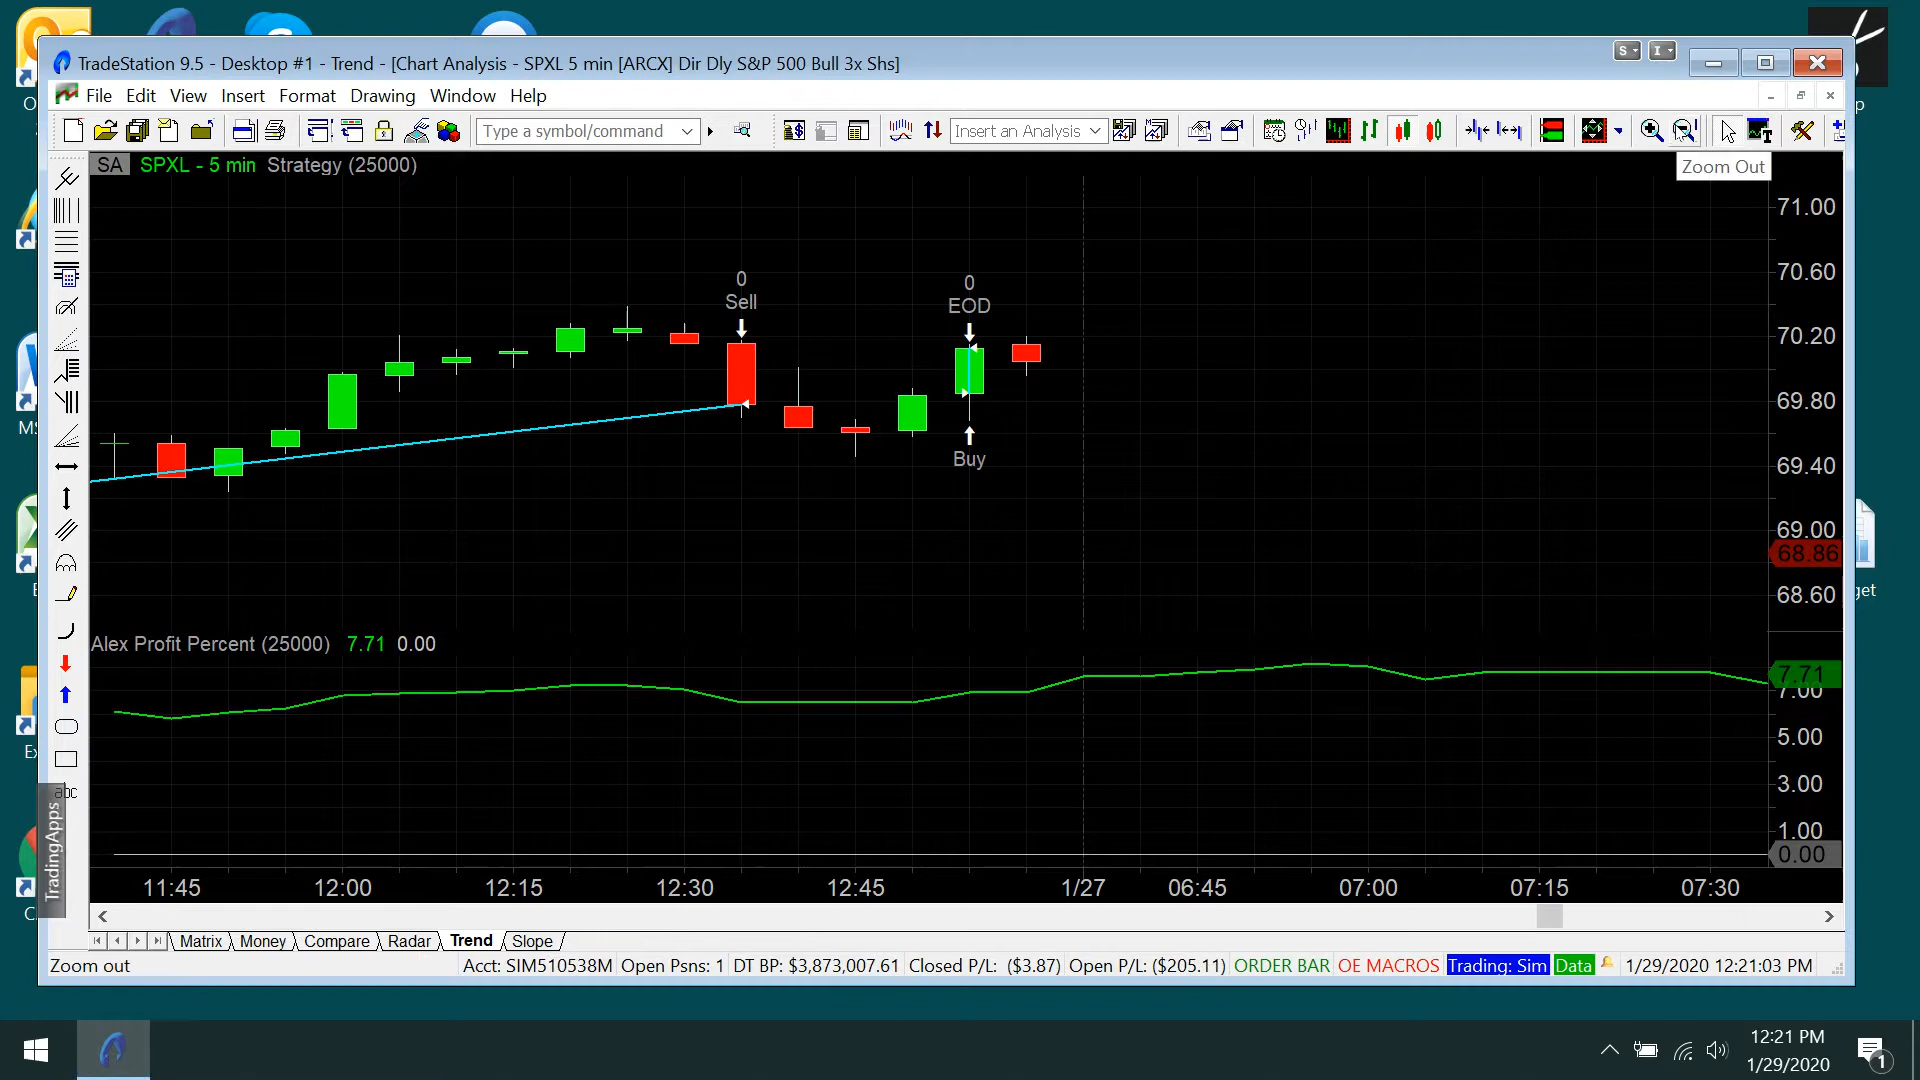 TradeStation 9.5 - Desktop #1 - Trend - [Chart Analysis - SPXL 5 min [ARCX] Dir Dly S&P 500 Bull 3x Shs]
S
I
File Edit View Insert Format Drawing Window Help
Type a symbol/command
Insert an Analysis
Zoom Out
SA SPXL - 5 min Strategy (25000)
71.00
70.60
70.20
69.80
69.40
69.00
68.86
68.60
0
Sell
0
EOD
Buy
Alex Profit Percent (25000) 7.71 0.00
7.71
7.00
5.00
3.00
1.00
0.00
abc
TradingApps
11:45 12:00 12:15 12:30 12:45 1/27 06:45 07:00 07:15 07:30
Matrix Money Compare Radar Trend Slope
Zoom out Acct: SIM510538M Open Psns: 1 DT BP: $3,873,007.61 Closed P/L: ($3.87) Open P/L: ($205.11) ORDER BAR OE MACROS Trading: Sim Data 1/29/2020 12:21:03 PM
12:21 PM
1/29/2020
1